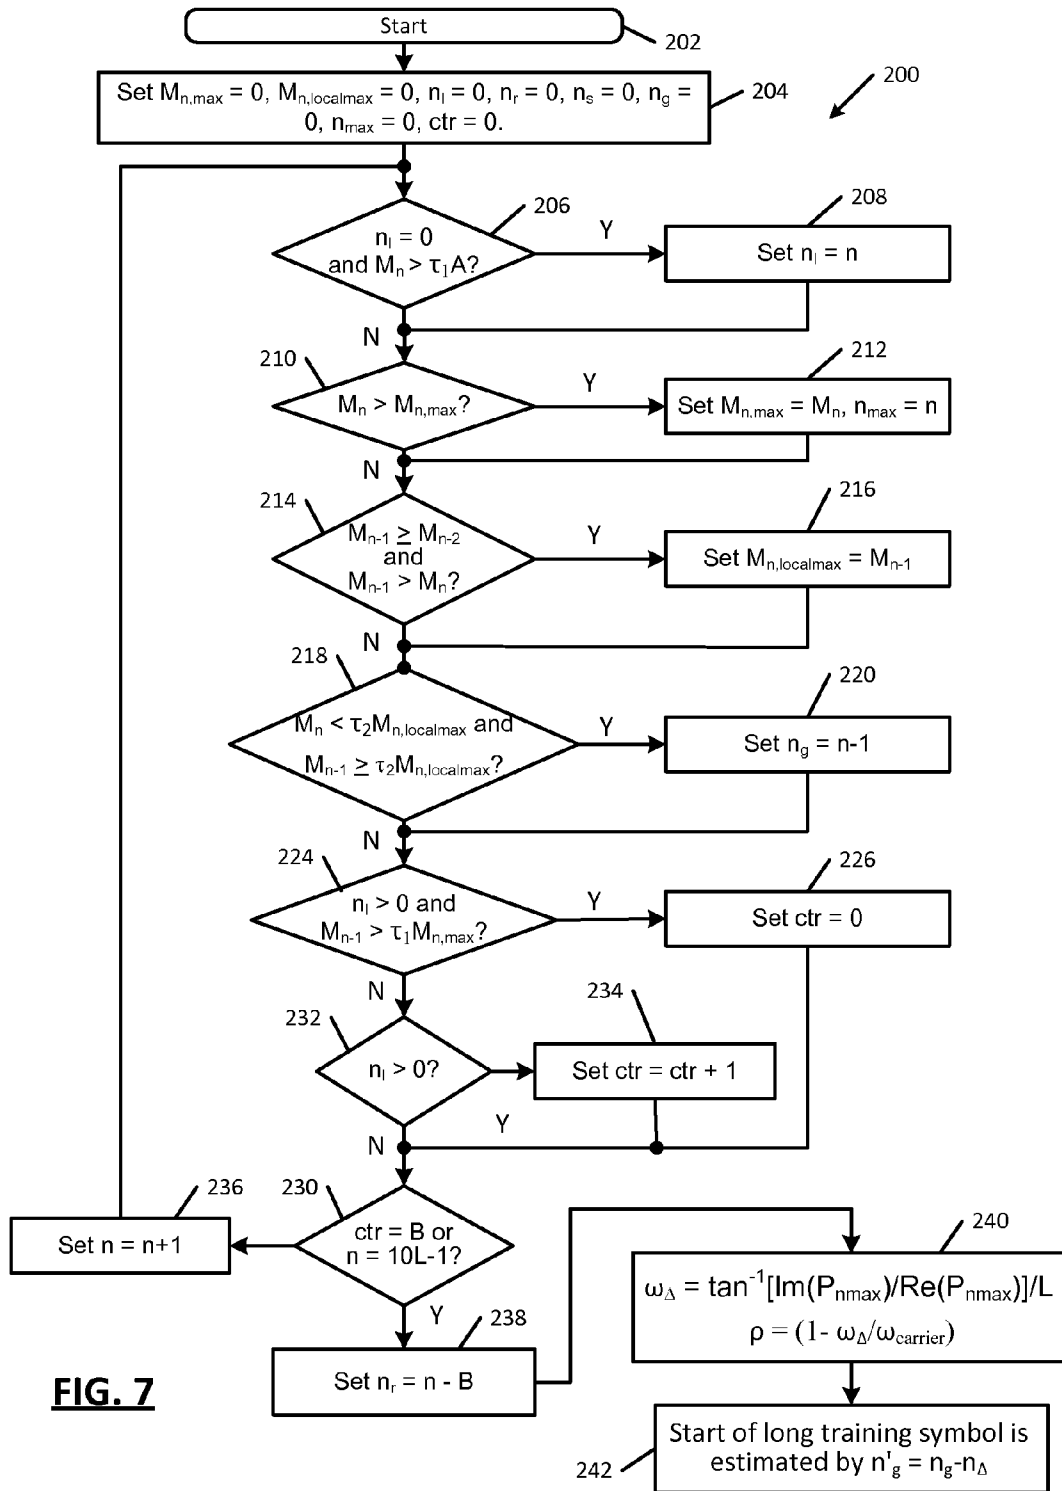 Start
202
200
Set Mn,max = 0, Mn,localmax = 0, nl = 0, nr = 0, ns = 0, ng =
0, nmax = 0, ctr = 0.
204
206
nl = 0
and Mn > τ1A?
Y
208
Set nl = n
N
210
Mn > Mn,max?
Y
212
Set Mn,max = Mn, nmax = n
N
214
Mn-1 ≥ Mn-2
and
Mn-1 > Mn?
Y
216
Set Mn,localmax = Mn-1
N
218
Mn < τ2Mn,localmax and
Mn-1 ≥ τ2Mn,localmax?
Y
220
Set ng = n-1
N
224
nl > 0 and
Mn-1 > τ1Mn,max?
Y
226
Set ctr = 0
N
232
nl > 0?
234
Set ctr = ctr + 1
Y
N
236
Set n = n+1
230
ctr = B or
n = 10L-1?
Y
238
Set nr = n - B
240
ωΔ = tan-1[Im(Pnmax)/Re(Pnmax)]/L
ρ = (1- ωΔ/ωcarrier)
FIG. 7
Start of long training symbol is
estimated by n'g = ng-nΔ
242